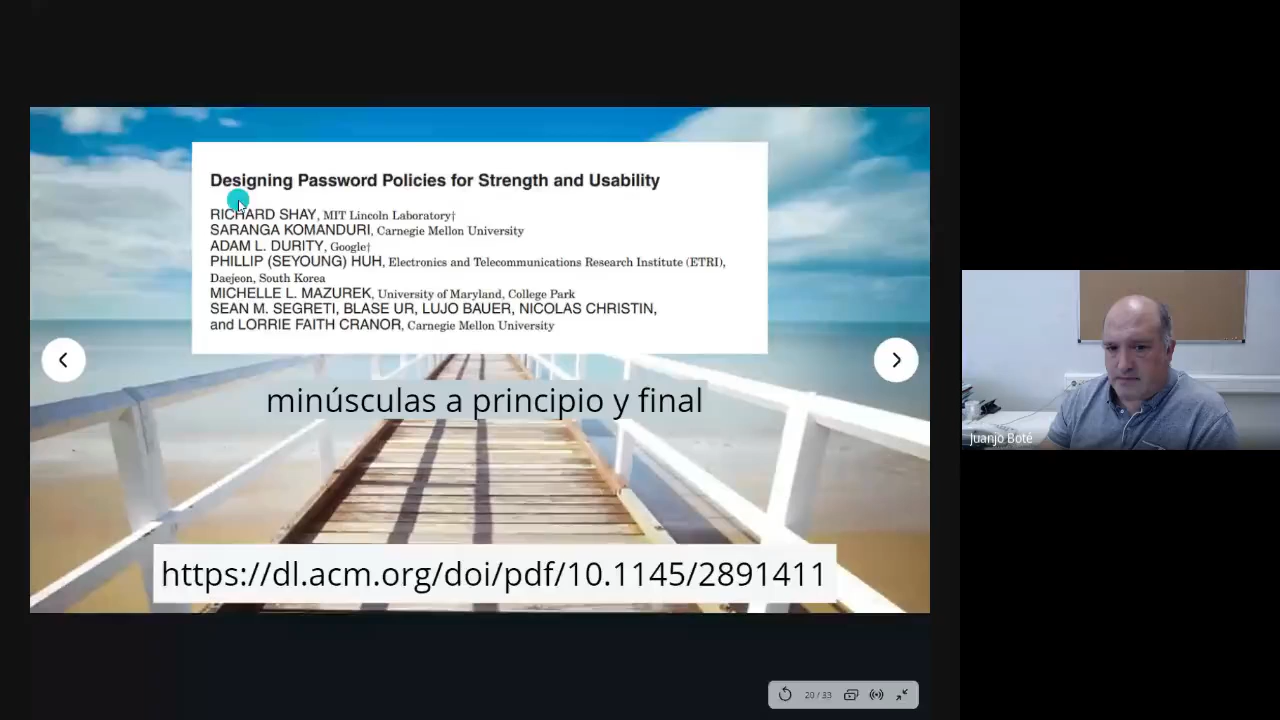 Designing Password Policies for Strength and Usability
RICHARD SHAY, MIT Lincoln Laboratory†
SARANGA KOMANDURI, Carnegie Mellon University
ADAM L. DURITY, Google†
PHILLIP (SEYOUNG) HUH, Electronics and Telecommunications Research Institute (ETRI),
Daejeon, South Korea
MICHELLE L. MAZUREK, University of Maryland, College Park
SEAN M. SEGRETI, BLASE UR, LUJO BAUER, NICOLAS CHRISTIN,
and LORRIE FAITH CRANOR, Carnegie Mellon University
minúsculas a principio y final
https://dl.acm.org/doi/pdf/10.1145/2891411
Juanjo Boté
20 / 33